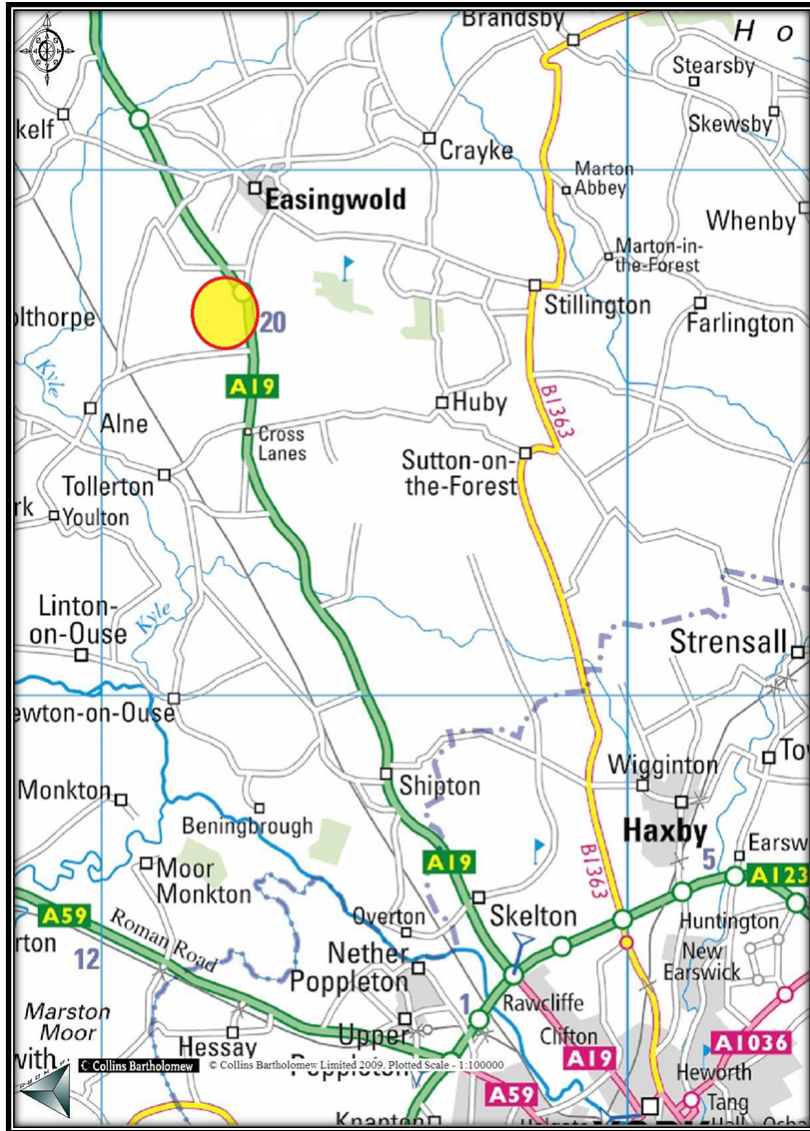 Brandsby
H o
Stearsby
kelf
Skewsby
Crayke
Marton
Abbey
Easingwold
Whenby
Marton-in-
the-Forest
Stillington
olthorpe
20
Farlington
Kyle
A19
B1363
Huby
Alne
Cross
Lanes
Sutton-on-
the-Forest
Tollerton
rk
Youlton
Linton-
on-Ouse
Kyle
Strensall
ewton-on-Ouse
To
Wigginton
Shipton
Monkton
Beningbrough
Haxby
5
Earsw
B1363
A19
A123
Moor
Monkton
Skelton
A59
Roman Road
Overton
Huntington
rton
12
Nether
Poppleton
New
Earswick
Rawcliffe
1
Marston
Moor
Upper
Poppleton
Clifton
A1036
Hessay
with
A19
Collins Bartholomew
© Collins Bartholomew Limited 2009. Plotted Scale - 1:100000
Heworth
A59
Tang
Hall
Knapton